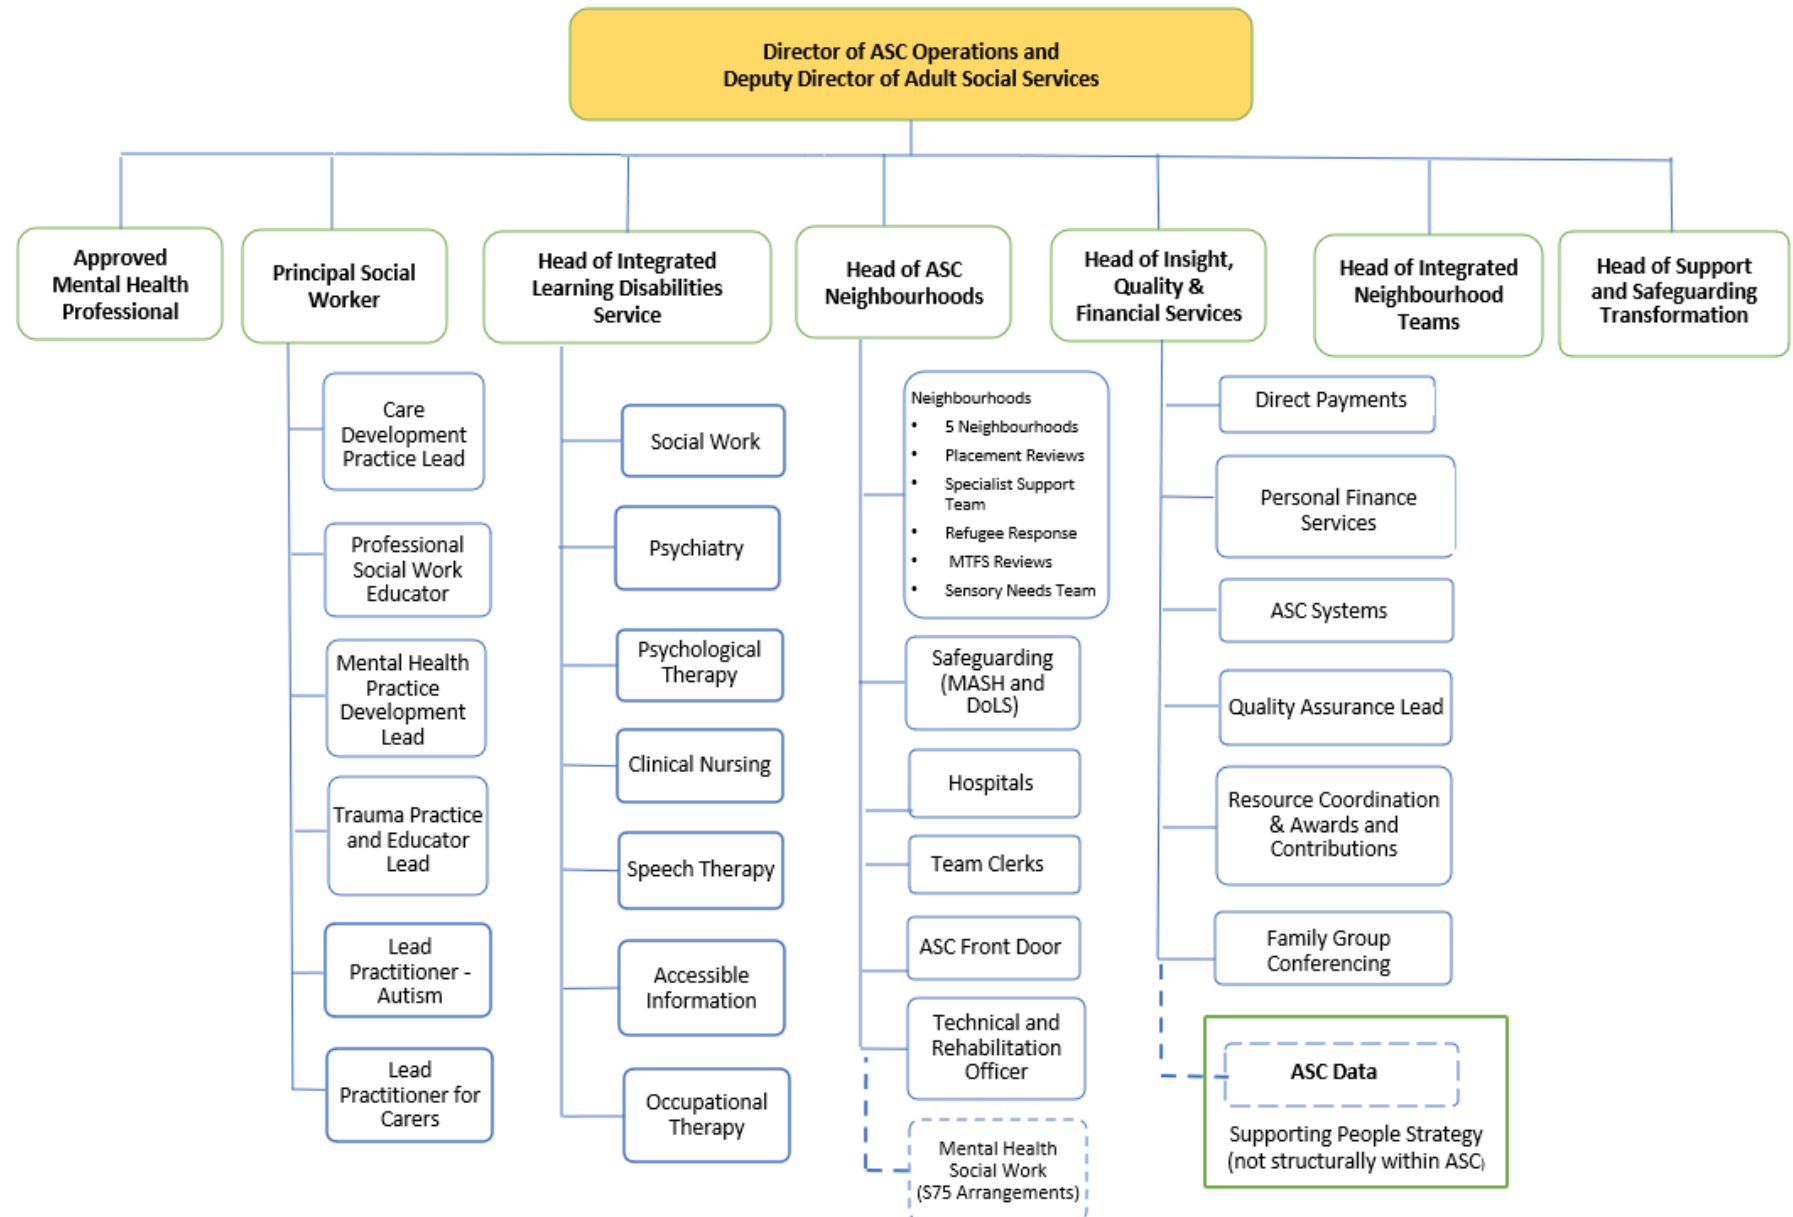 Director of ASC Operations and
Deputy Director of Adult Social Services
Approved
Mental Health
Professional
Principal Social
Worker
Head of Integrated
Learning Disabilities
Service
Head of ASC
Neighbourhoods
Head of Insight,
Quality &
Financial Services
Head of Integrated
Neighbourhood
Teams
Head of Support
and Safeguarding
Transformation
Care
Development
Practice Lead
Professional
Social Work
Educator
Mental Health
Practice
Development
Lead
Trauma Practice
and Educator
Lead
Lead
Practitioner -
Autism
Lead
Practitioner for
Carers
Social Work
Psychiatry
Psychological
Therapy
Clinical Nursing
Speech Therapy
Accessible
Information
Occupational
Therapy
Neighbourhoods
• 5 Neighbourhoods
• Placement Reviews
• Specialist Support
Team
• Refugee Response
• MTFS Reviews
• Sensory Needs Team
Safeguarding
(MASH and
DoLS)
Hospitals
Team Clerks
ASC Front Door
Technical and
Rehabilitation
Officer
Mental Health
Social Work
(S75 Arrangements)
Direct Payments
Personal Finance
Services
ASC Systems
Quality Assurance Lead
Resource Coordination
& Awards and
Contributions
Family Group
Conferencing
ASC Data
Supporting People Strategy
(not structurally within ASC)